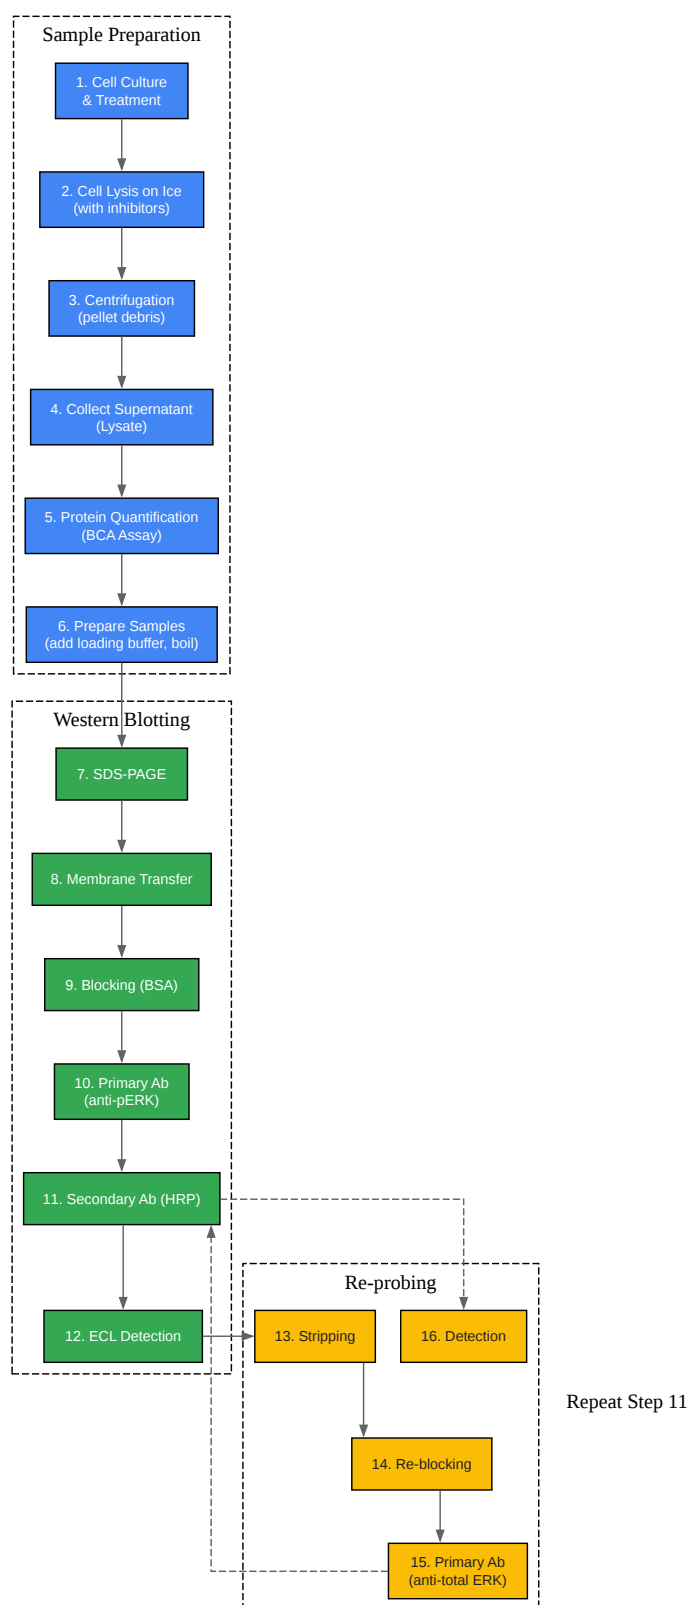 Sample Preparation
1. Cell Culture
& Treatment
2. Cell Lysis on Ice
(with inhibitors)
3. Centrifugation
(pellet debris)
4. Collect Supernatant
(Lysate)
5. Protein Quantification
(BCA Assay)
6. Prepare Samples
(add loading buffer, boil)
Western Blotting
7. SDS-PAGE
8. Membrane Transfer
9. Blocking (BSA)
10. Primary Ab
(anti-pERK)
11. Secondary Ab (HRP)
12. ECL Detection
Re-probing
13. Stripping
16. Detection
Repeat Step 11
14. Re-blocking
15. Primary Ab
(anti-total ERK)